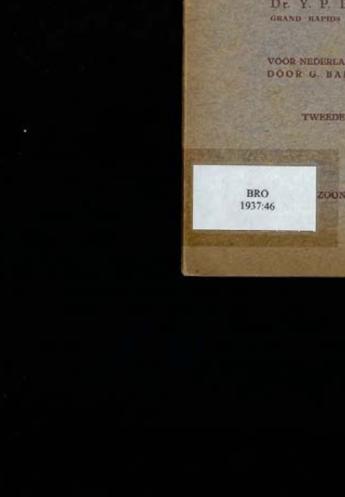 Dr. Y. P. D
GRAND RAPIDS
VOOR NEDERLA
DOOR G. BA
TWEEDE
BRO
1937:46
ZOON